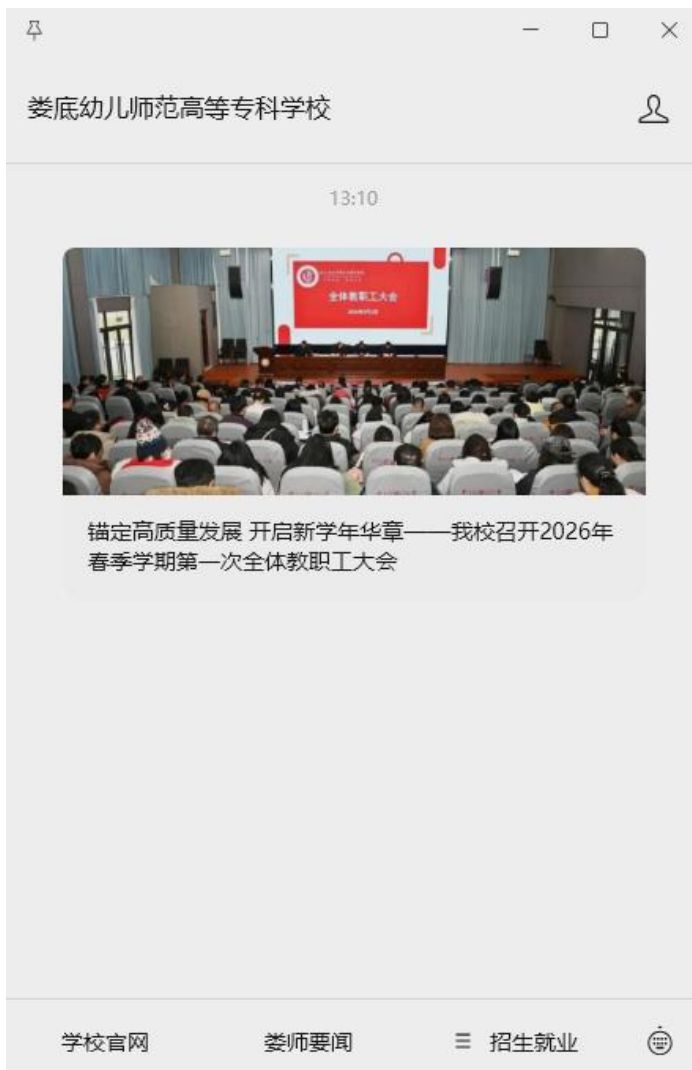 娄底幼儿师范高等专科学校
13:10
全体教职工大会
锚定高质量发展 开启新学年华章——我校召开2026年
春季学期第一次全体教职工大会
学校官网
娄师要闻
招生就业